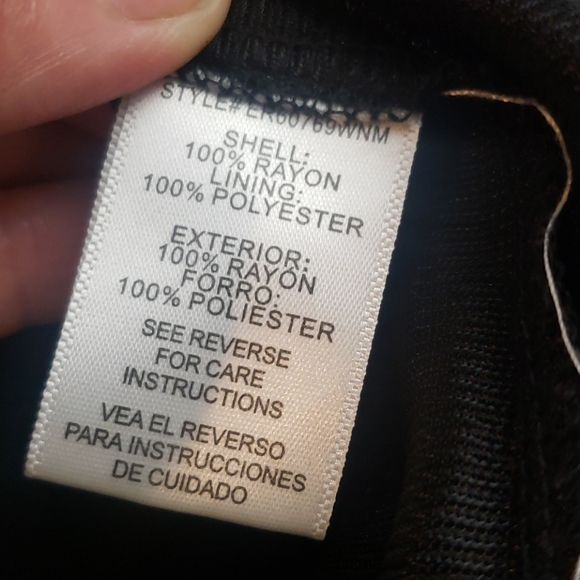 STYLE# ER60769WNM
SHELL:
100% RAYON
LINING:
100% POLYESTER
EXTERIOR:
100% RAYON
FORRO:
100% POLIESTER
SEE REVERSE
FOR CARE
INSTRUCTIONS
VEA EL REVERSO
PARA INSTRUCCIONES
DE CUIDADO